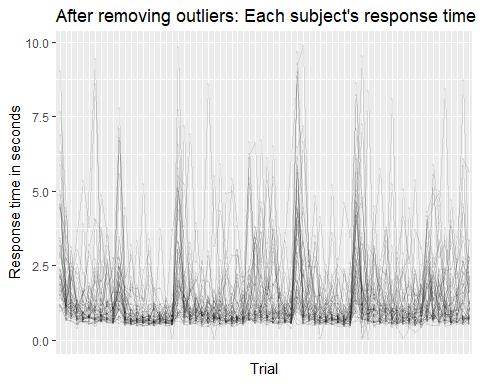 After removing outliers: Each subject's response time
10.0
7.5
5.0
2.5
0.0
Response time in seconds
Trial